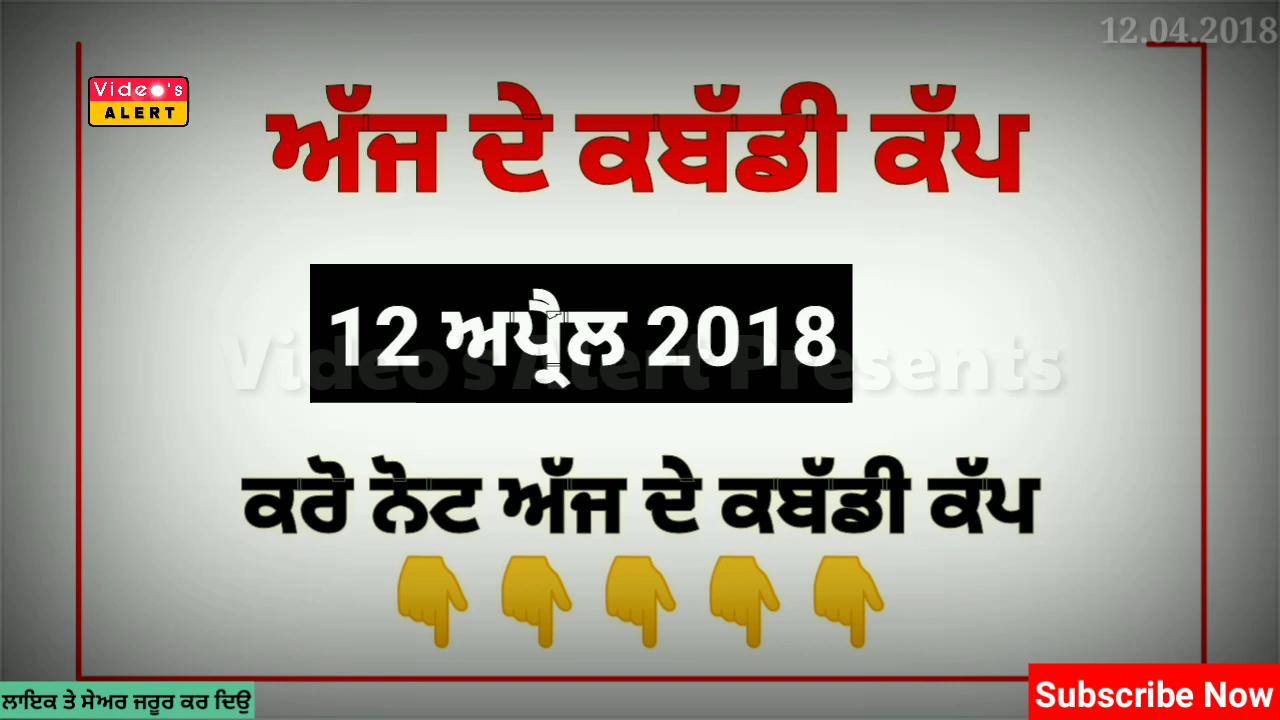 12.04.2018
Video's
ALERT
ਅੱਜ ਦੇ ਕਬੱਡੀ ਕੱਪ
12 ਅਪ੍ਰੈਲ 2018
Video's Alert Presents
ਕਰੋ ਨੋਟ ਅੱਜ ਦੇ ਕਬੱਡੀ ਕੱਪ
ਲਾਇਕ ਤੇ ਸੇਅਰ ਜਰੂਰ ਕਰ ਦਿਉ
Subscribe Now